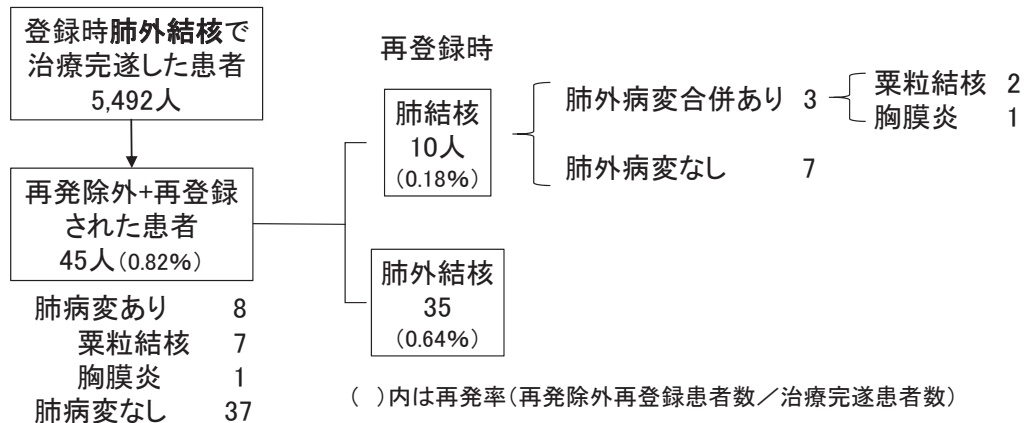 登録時肺外結核で
治療完遂した患者
5,492人
再発除外+再登録
された患者
45人(0.82%)
肺病変あり 8
粟粒結核 7
胸膜炎 1
肺病変なし 37
再登録時
肺結核
10人
(0.18%)
肺外病変合併あり 3
粟粒結核 2
胸膜炎 1
肺外病変なし 7
肺外結核
35
(0.64%)
( )内は再発率(再発除外再登録患者数/治療完遂患者数)